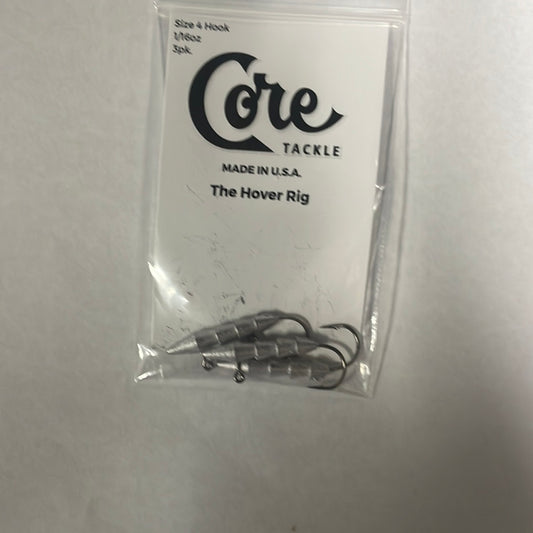 Size 4 Hook
1/16oz
3pk.
Core
TACKLE
MADE IN U.S.A.
The Hover Rig